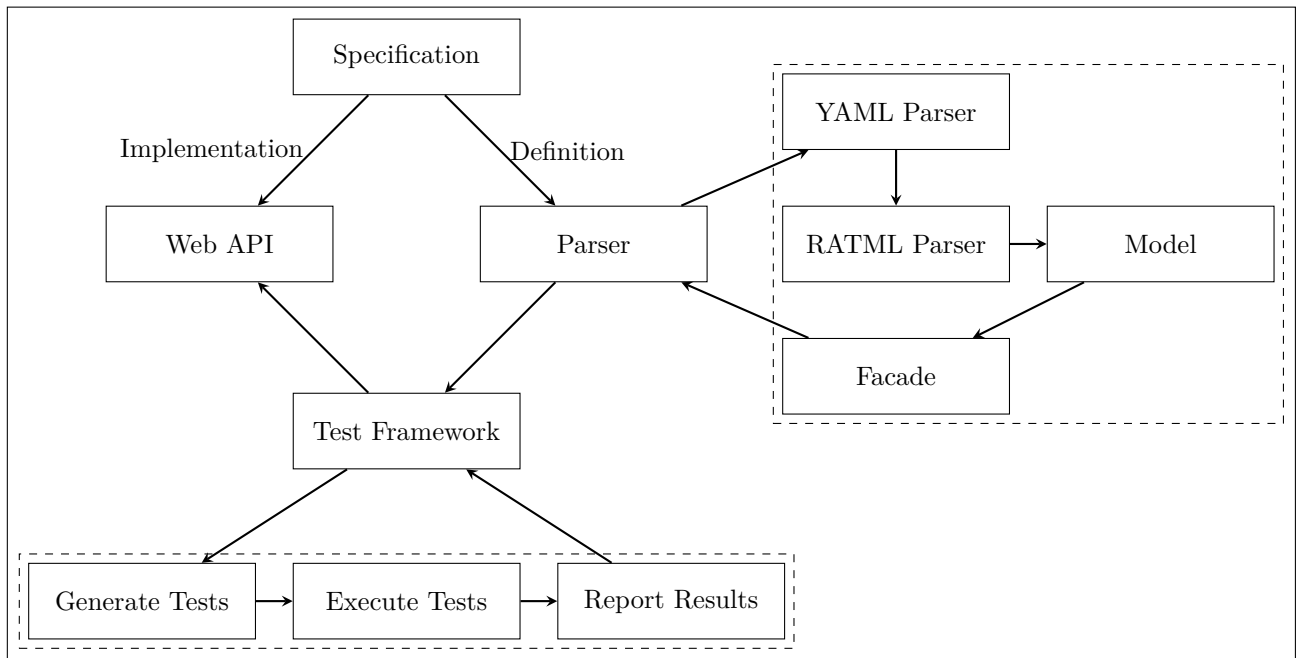 Specification
YAML Parser
Implementation
Definition
Web API
Parser
RATML Parser
Model
Facade
Test Framework
Generate Tests
Execute Tests
Report Results